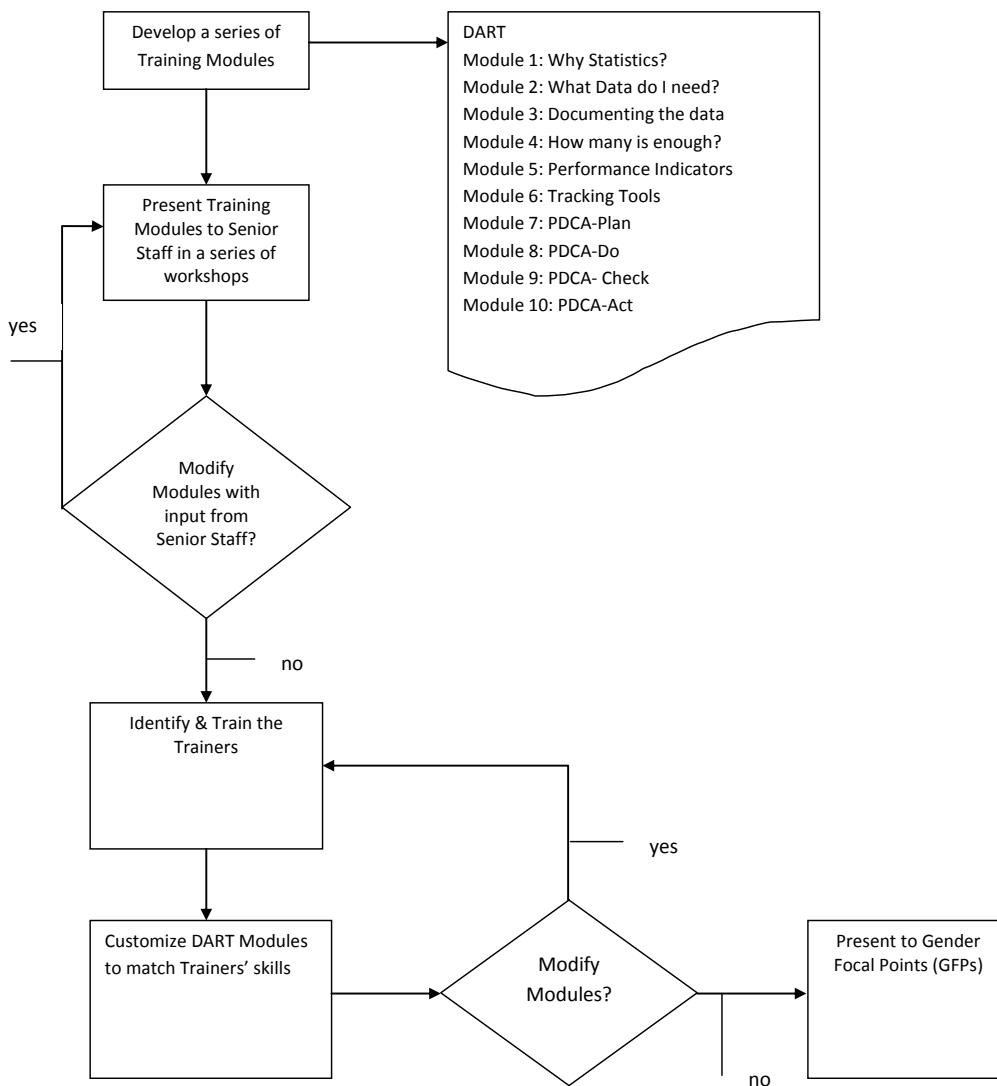 Develop a series of
Training Modules
DART
Module 1: Why Statistics?
Module 2: What Data do I need?
Module 3: Documenting the data
Module 4: How many is enough?
Module 5: Performance Indicators
Module 6: Tracking Tools
Module 7: PDCA-Plan
Module 8: PDCA-Do
Module 9: PDCA- Check
Module 10: PDCA-Act
Present Training
Modules to Senior
Staff in a series of
workshops
yes
Modify
Modules with
input from
Senior Staff?
no
Identify & Train the
Trainers
yes
Customize DART Modules
to match Trainers’ skills
Modify
Modules?
Present to Gender
Focal Points (GFPs)
no